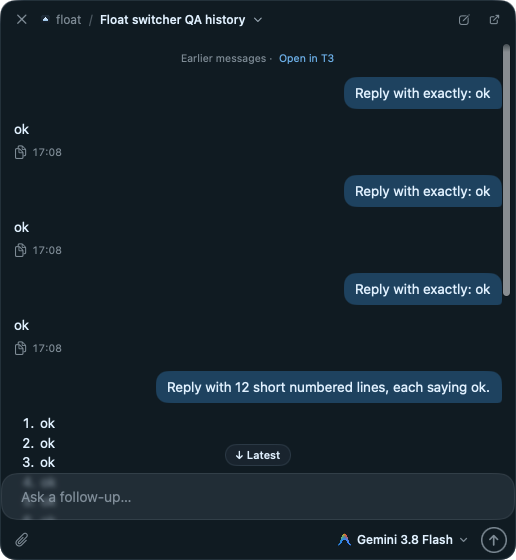 float / Float switcher QA history
Earlier messages · Open in T3
Reply with exactly: ok
ok
17:08
Reply with exactly: ok
ok
17:08
Reply with exactly: ok
ok
17:08
Reply with 12 short numbered lines, each saying ok.
1. ok
2. ok
3. ok
↓ Latest
Ask a follow-up...
Gemini 3.8 Flash